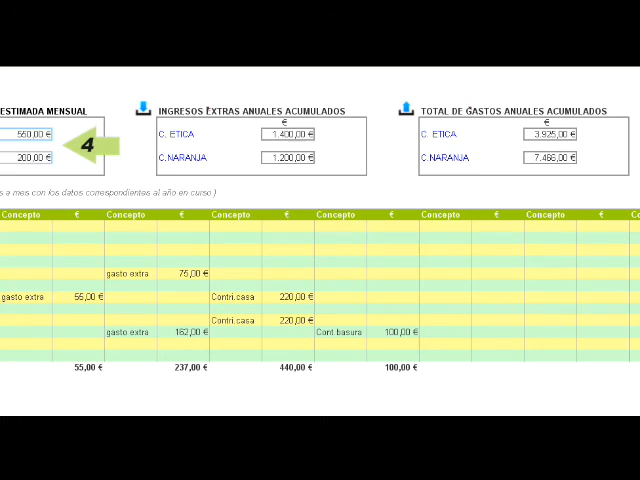 ESTIMADA MENSUAL INGRESOS EXTRAS ANUALES ACUMULADOS TOTAL DE GASTOS ANUALES ACUMULADOS
€ €
550,00 € 4 C. ETICA 1.400,00 € C. ETICA 3.925,00 €
200,00 € C.NARANJA 1.200,00 € C.NARANJA 7.466,00 €
s a mes con los datos correspondientes al año en curso )
Concepto € Concepto € Concepto € Concepto € Concepto € Concepto € Co
gasto extra 75,00 €
gasto extra 55,00 € Contri.casa 220,00 €
Contri.casa 220,00 €
gasto extra 162,00 € Cont.basura 100,00 €
55,00 € 237,00 € 440,00 € 100,00 €